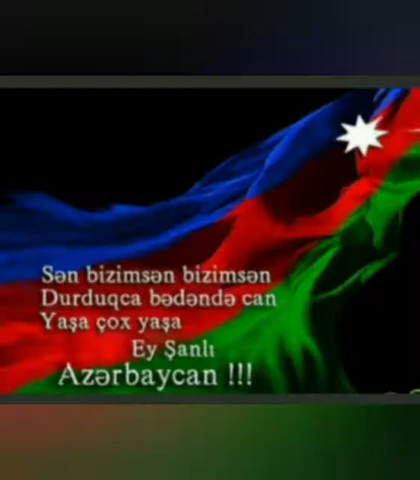 Sən bizimsən bizimsən
Durduqca bədəndə can
Yaşa çox yaşa
Ey Şanlı
Azərbaycan !!!